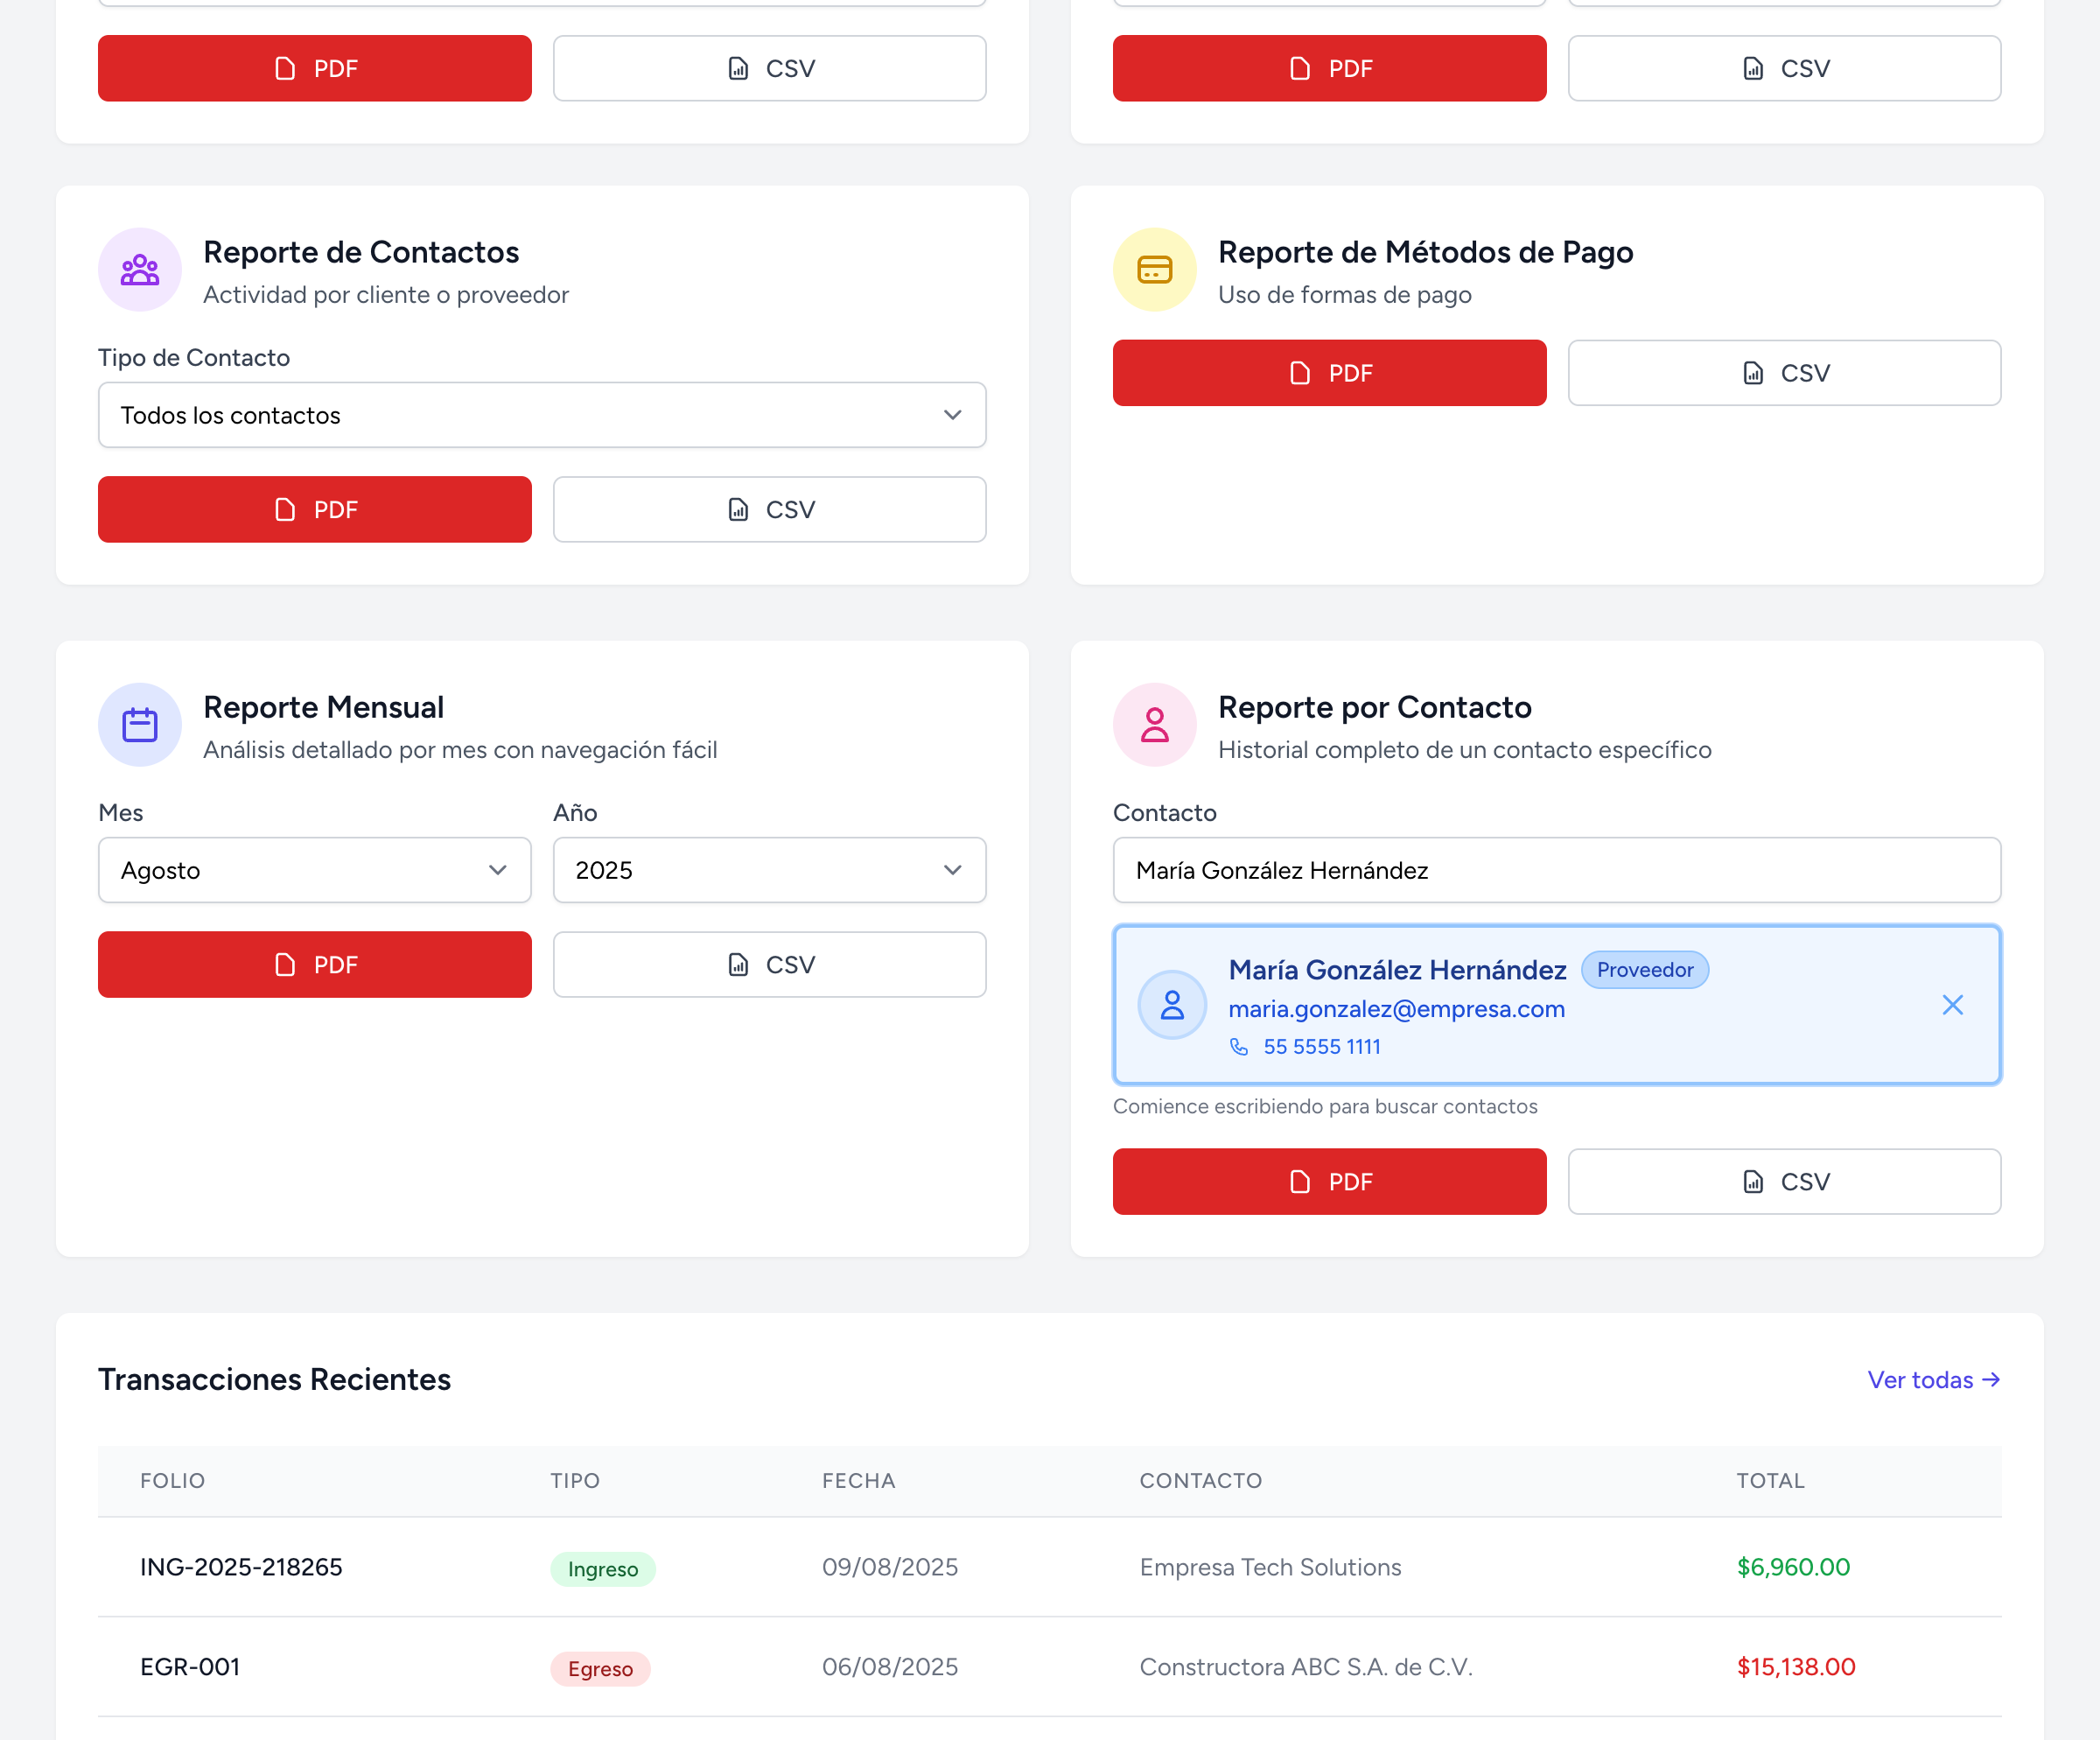 PDF
CSV
PDF
CSV
Reporte de Contactos
Actividad por cliente o proveedor
Tipo de Contacto
Todos los contactos
PDF
CSV
Reporte de Métodos de Pago
Uso de formas de pago
PDF
CSV
Reporte Mensual
Análisis detallado por mes con navegación fácil
Mes
Año
Agosto
2025
PDF
CSV
Reporte por Contacto
Historial completo de un contacto específico
Contacto
María González Hernández
María González Hernández Proveedor
maria.gonzalez@empresa.com
55 5555 1111
Comience escribiendo para buscar contactos
PDF
CSV
Transacciones Recientes
Ver todas →
FOLIO TIPO FECHA CONTACTO TOTAL
ING-2025-218265 Ingreso 09/08/2025 Empresa Tech Solutions $6,960.00
EGR-001 Egreso 06/08/2025 Constructora ABC S.A. de C.V. $15,138.00